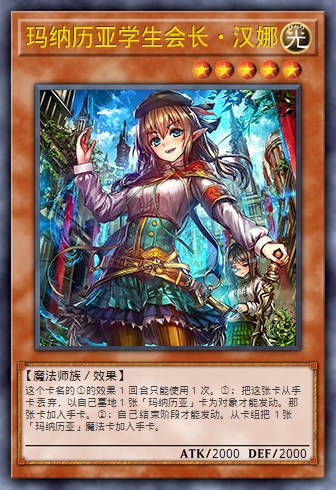 玛纳历亚学生会长·汉娜 光
【魔法师族／效果】
这个卡名的①的效果1回合只能使用1次。①：把这张卡从手
卡丢弃，以自己墓地1张「玛纳历亚」卡为对象才能发动。那
张卡加入手卡。②：自己结束阶段才能发动。从卡组把1张
「玛纳历亚」魔法卡加入手卡。
ATK/2000 DEF/2000